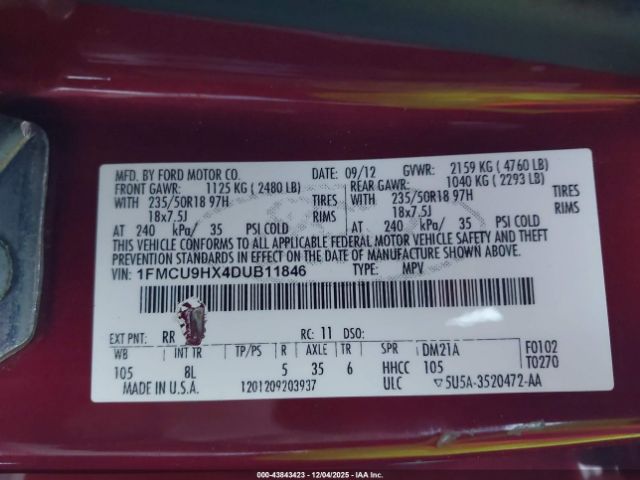 MFD. BY FORD MOTOR CO. DATE: 09/12 GVWR: 2159 KG (4760 LB)
FRONT GAWR: 1125 KG (2480 LB) REAR GAWR: 1040 KG (2293 LB)
WITH 235/50R18 97H TIRES WITH 235/50R18 97H TIRES
18x7.5J RIMS 18x7.5J RIMS
AT 240 kPa/ 35 PSI COLD AT 240 kPa/ 35 PSI COLD
THIS VEHICLE CONFORMS TO ALL APPLICABLE FEDERAL MOTOR VEHICLE SAFETY AND THEFT
PREVENTION STANDARDS IN EFFECT ON THE DATE OF MANUFACTURE SHOWN ABOVE.
VIN: 1FMCU9HX4DUB11846 TYPE: MPV
EXT PNT: RR RC: 11 DSO:
WB INT TR TP/PS R AXLE TR SPR DM21A F0102
105 8L 5 35 6 HHCC 105 T0270
MADE IN U.S.A. 1201209203937 ULC ▽5U5A-3520472-AA
000-43843423 - 12/04/2025 - IAA, Inc.